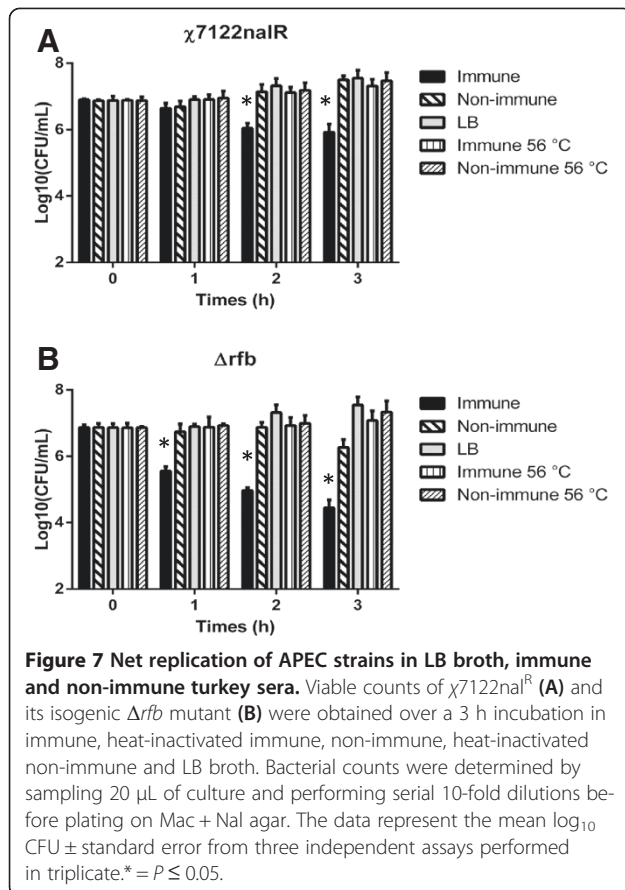 A
χ7122nalR
Log10(CFU/mL)
8
6
4
2
*
*
0
1
2
3
Times (h)
Immune
Non-immune
LB
Immune 56 °C
Non-immune 56 °C
B
Δrfb
Log10(CFU/mL)
8
6
4
2
*
*
*
0
1
2
3
Times (h)
Immune
Non-immune
LB
Immune 56 °C
Non-immune 56 °C
Figure 7 Net replication of APEC strains in LB broth, immune
and non-immune turkey sera. Viable counts of χ7122nalᴿ (A) and
its isogenic Δrfb mutant (B) were obtained over a 3 h incubation in
immune, heat-inactivated immune, non-immune, heat-inactivated
non-immune and LB broth. Bacterial counts were determined by
sampling 20 μL of culture and performing serial 10-fold dilutions be-
fore plating on Mac + Nal agar. The data represent the mean log₁₀
CFU ± standard error from three independent assays performed
in triplicate.* = P ≤ 0.05.